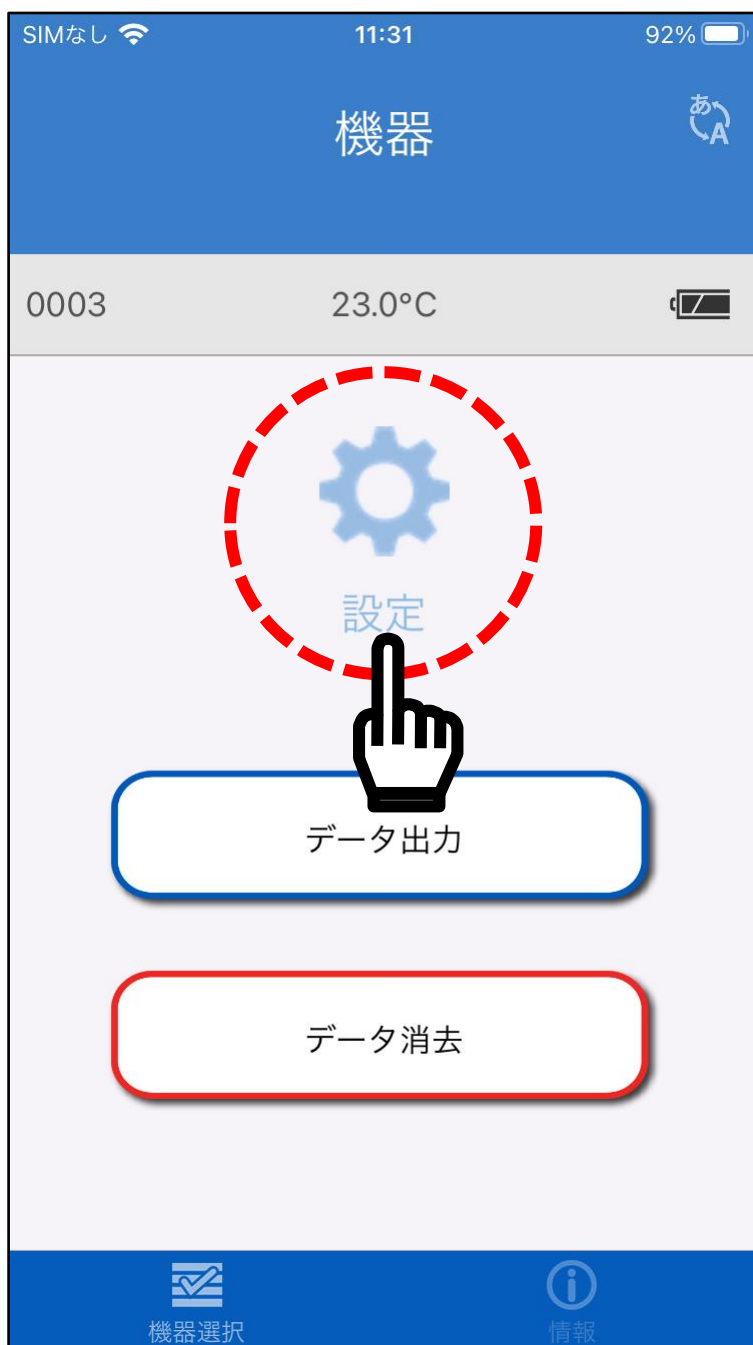 SIMなし 11:31 92%
機器
あ
A
0003 23.0°C
設定
データ出力
データ消去
機器選択 情報